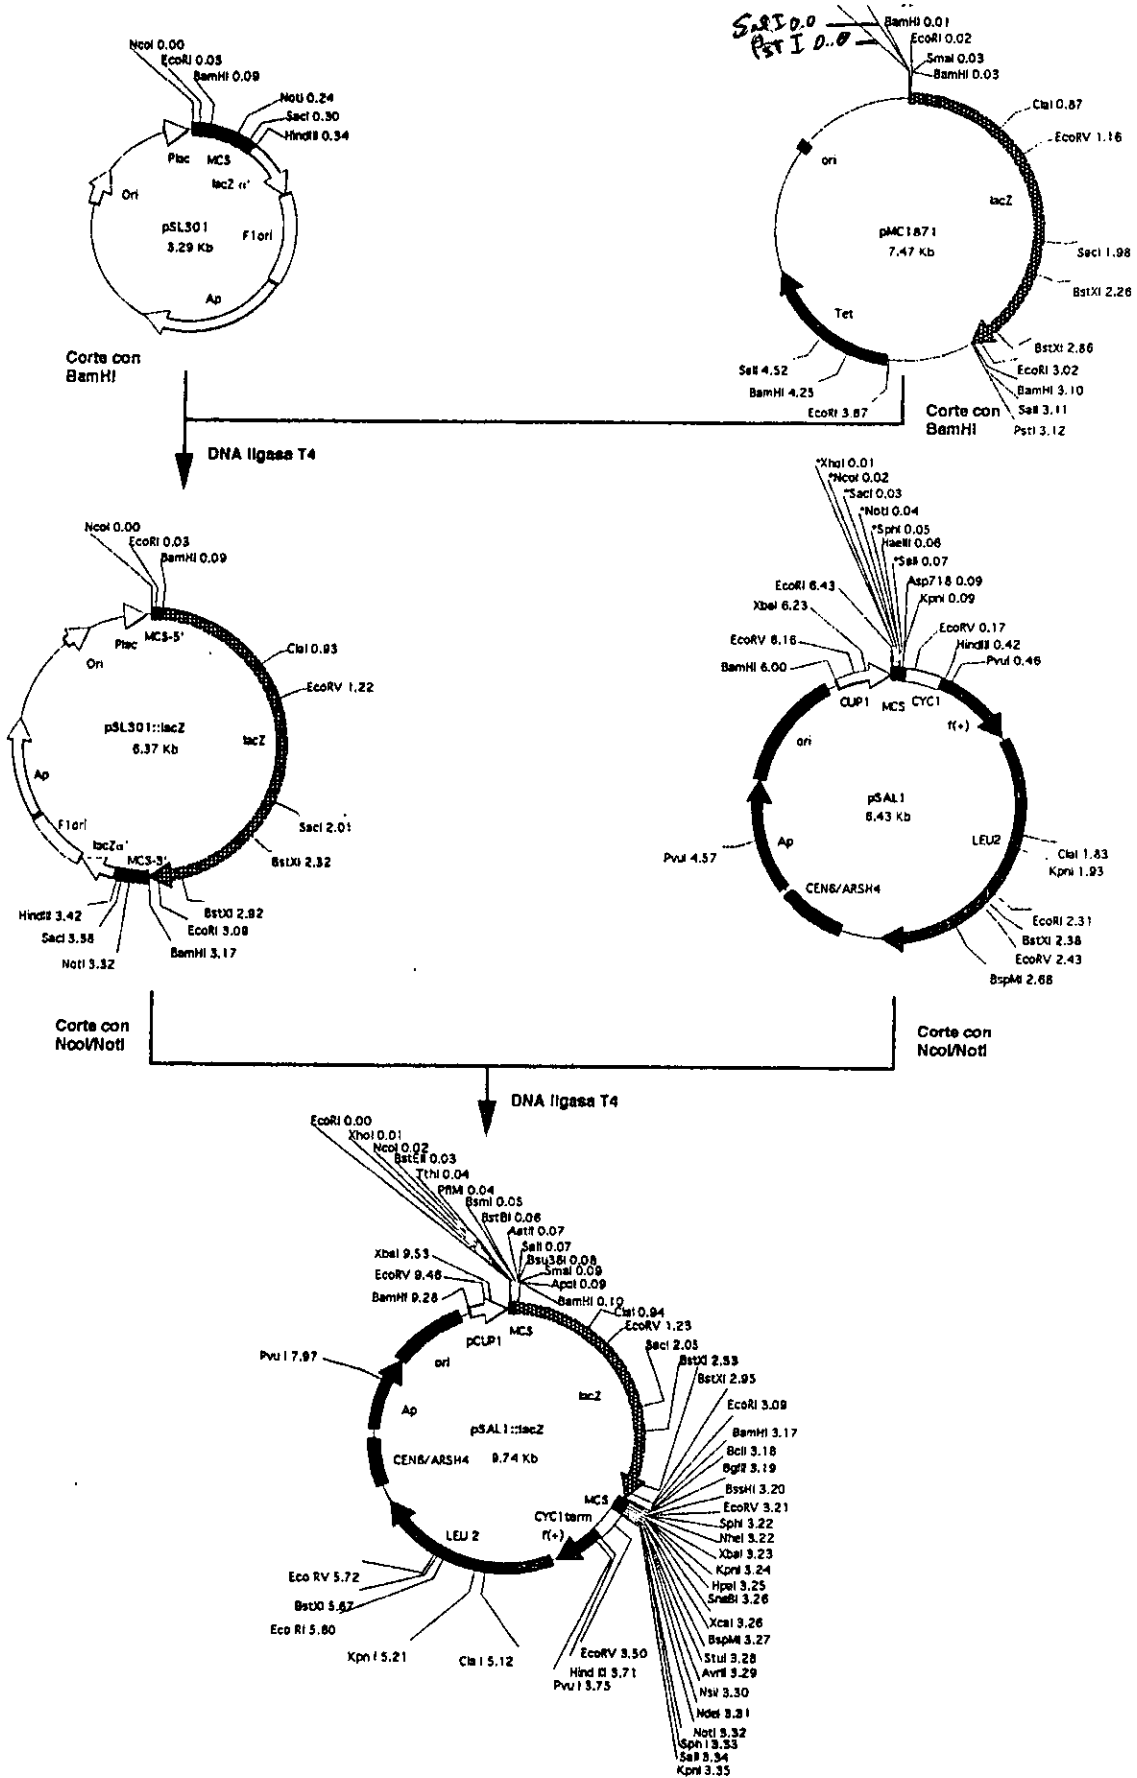 NcoI 0.00
EcoRI 0.03
BamHI 0.09
NotI 0.24
SacI 0.30
HindIII 0.34
Plac
MCS
lacZ α'
Ori
pSL301
3.29 Kb
F1ori
Ap
Corte con
BamHI
SalI 0.0
PstI 0.0
BamHI 0.01
EcoRI 0.02
SmaI 0.03
BamHI 0.03
ClaI 0.87
EcoRV 1.16
ori
lacZ
pMC1871
7.47 Kb
SacI 1.98
BstXI 2.26
Tet
BstXI 2.86
EcoRI 3.02
BamHI 3.10
SalI 3.11
PstI 3.12
SalI 4.52
BamHI 4.25
EcoRI 3.87
Corte con
BamHI
DNA ligasa T4
NcoI 0.00
EcoRI 0.03
BamHI 0.09
Plac
MCS-5'
Ori
ClaI 0.93
EcoRV 1.22
pSL301::lacZ
6.37 Kb
lacZ
Ap
F1ori
lacZα'
MCS-3'
SacI 2.01
BstXI 2.32
HindIII 3.42
SacI 3.38
NotI 3.32
BstXI 2.92
EcoRI 3.09
BamHI 3.17
Corte con
NcoI/NotI
*XhoI 0.01
*NcoI 0.02
*SacI 0.03
*NotI 0.04
*SphI 0.05
HaeIII 0.06
*SalI 0.07
Asp718 0.09
KpnI 0.09
EcoRI 6.43
XbaI 6.23
EcoRV 6.16
BamHI 6.00
EcoRV 0.17
HindIII 0.42
PvuI 0.46
CUP1
MCS
CYC1
f(+)
ori
pSAL1
6.43 Kb
LEU2
Ap
PvuI 4.57
CEN6/ARSH4
ClaI 1.83
KpnI 1.93
EcoRI 2.31
BstXI 2.38
EcoRV 2.43
BspMI 2.68
Corte con
NcoI/NotI
DNA ligasa T4
EcoRI 0.00
XhoI 0.01
NcoI 0.02
BstEII 0.03
TthI 0.04
PflMI 0.04
BsmI 0.05
BstBI 0.06
AatII 0.07
SalI 0.07
Bsu36I 0.08
SmaI 0.09
ApoI 0.09
BamHI 0.10
XbaI 9.53
EcoRV 9.46
BamHI 9.28
ClaI 0.94
EcoRV 1.23
SacI 2.05
BstXI 2.33
BstXI 2.95
EcoRI 3.09
BamHI 3.17
BclI 3.18
BglII 3.19
BssHI 3.20
EcoRV 3.21
SphI 3.22
NheI 3.22
XbaI 3.23
KpnI 3.24
HpaI 3.25
SnaBI 3.26
XcaI 3.26
BspMI 3.27
StuI 3.28
AvrII 3.29
NsiI 3.30
NdeI 3.31
NotI 3.32
SphI 3.33
SalI 3.34
KpnI 3.35
pCUP1
MCS
ori
Pvu I 7.97
Ap
lacZ
pSAL1::lacZ
9.74 Kb
CEN6/ARSH4
MCS
CYC1 term
f(+)
LEU 2
Eco RV 5.72
BstXI 5.67
Eco RI 5.60
Kpn I 5.21
Cla I 5.12
EcoRV 3.50
Hind III 3.71
Pvu I 3.75